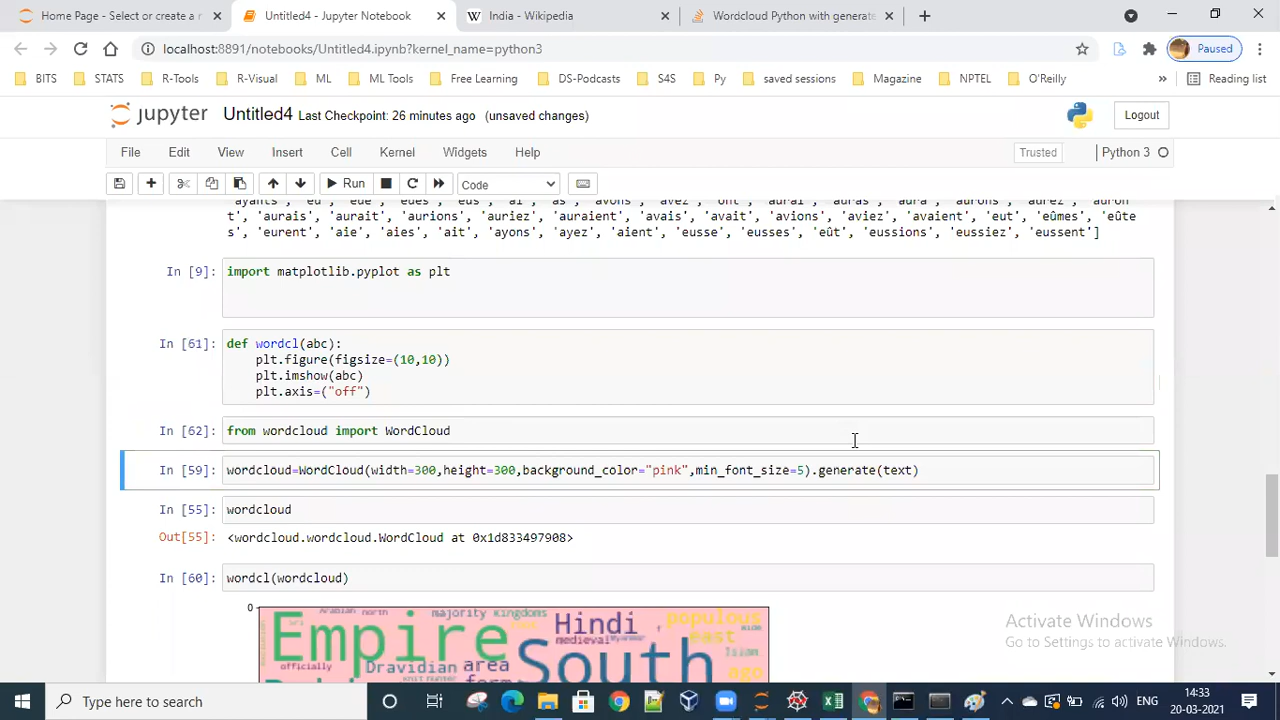 Home Page - Select or create a n
Untitled4 - Jupyter Notebook
India - Wikipedia
Wordcloud Python with generate
localhost:8891/notebooks/Untitled4.ipynb?kernel_name=python3
Paused
BITS
STATS
R-Tools
R-Visual
ML
ML Tools
Free Learning
DS-Podcasts
S4S
Py
saved sessions
Magazine
NPTEL
O'Reilly
»
Reading list
jupyter
Untitled4 Last Checkpoint: 26 minutes ago (unsaved changes)
Logout
File Edit View Insert Cell Kernel Widgets Help
Trusted
Python 3
Run
Code
t', 'aurais', 'aurait', 'aurions', 'auriez', 'auraient', 'avais', 'avait', 'avions', 'aviez', 'avaient', 'eut', 'eûmes', 'eûte
s', 'eurent', 'aie', 'aies', 'ait', 'ayons', 'ayez', 'aient', 'eusse', 'eusses', 'eût', 'eussions', 'eussiez', 'eussent']
In [9]: import matplotlib.pyplot as plt
In [61]: def wordcl(abc):
plt.figure(figsize=(10,10))
plt.imshow(abc)
plt.axis=("off")
In [62]: from wordcloud import WordCloud
In [59]: wordcloud=WordCloud(width=300,height=300,background_color="pink",min_font_size=5).generate(text)
In [55]: wordcloud
Out[55]: <wordcloud.wordcloud.WordCloud at 0x1d833497908>
In [60]: wordcl(wordcloud)
0
Arabian north majority kingdoms
Empire
Hindi
populous
medieval
east
officially
Dravidian area
South
Islam
ago
Activate Windows
Go to Settings to activate Windows.
Type here to search
ENG
14:33
20-03-2021